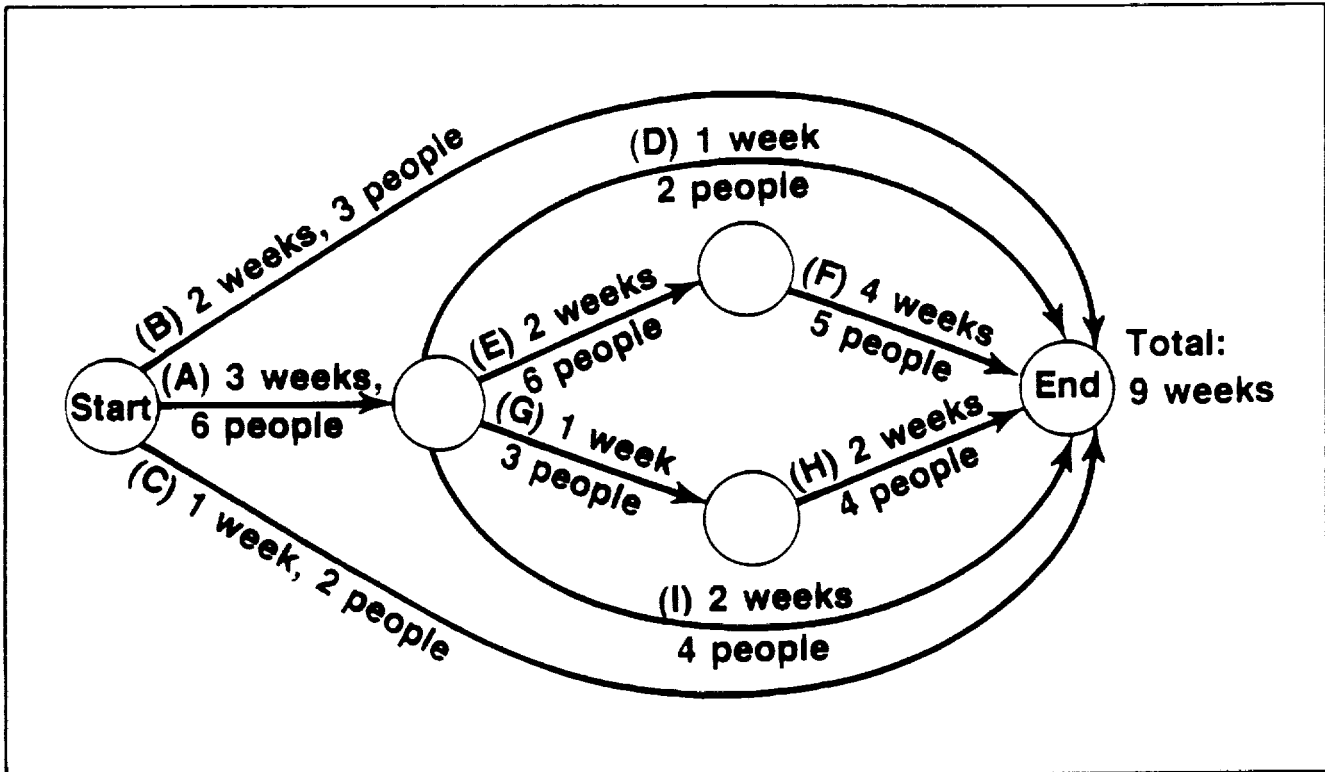 (B) 2 weeks, 3 people
(D) 1 week
2 people
(E) 2 weeks
6 people
(F) 4 weeks
5 people
Start
(A) 3 weeks,
6 people
End
Total:
9 weeks
(G) 1 week
3 people
(H) 2 weeks
4 people
(C) 1 week, 2 people
(I) 2 weeks
4 people